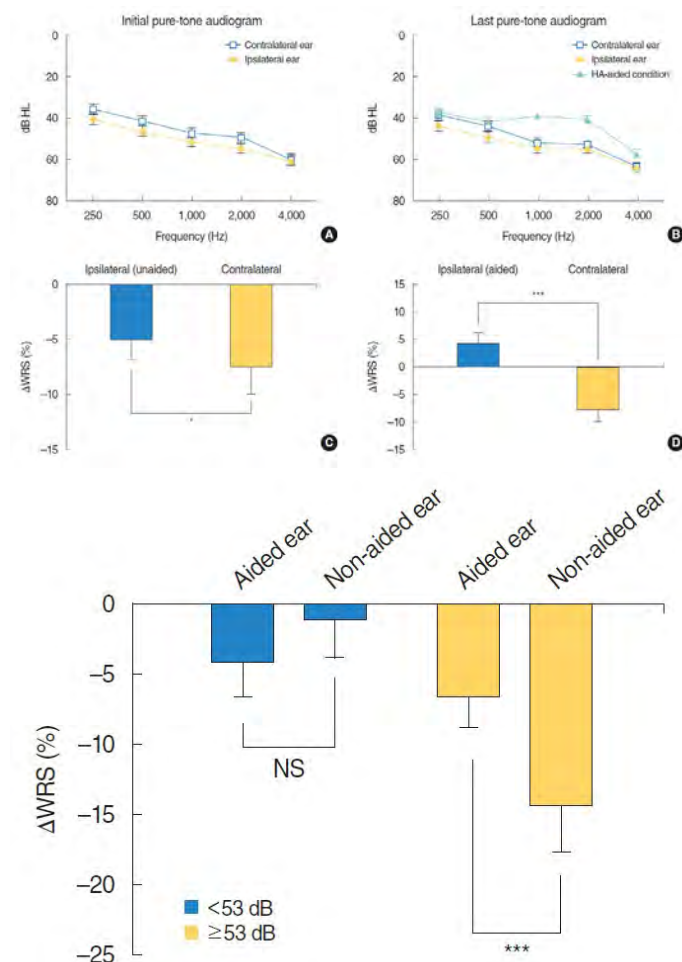 Initial pure-tone audiogram
Contralateral ear
Ipsilateral ear
0
20
40
60
80
dB HL
250 500 1,000 2,000 4,000
Frequency (Hz)
A
Last pure-tone audiogram
Contralateral ear
Ipsilateral ear
HA-aided condition
0
20
40
60
80
dB HL
250 500 1,000 2,000 4,000
Frequency (Hz)
B
Ipsilateral (unaided) Contralateral
0
−5
−10
−15
ΔWRS (%)
*
C
Ipsilateral (aided) Contralateral
15
10
5
0
−5
−10
−15
ΔWRS (%)
***
D
Aided ear Non-aided ear Aided ear Non-aided ear
0
−5
−10
−15
−20
−25
ΔWRS (%)
NS
***
<53 dB
≥53 dB